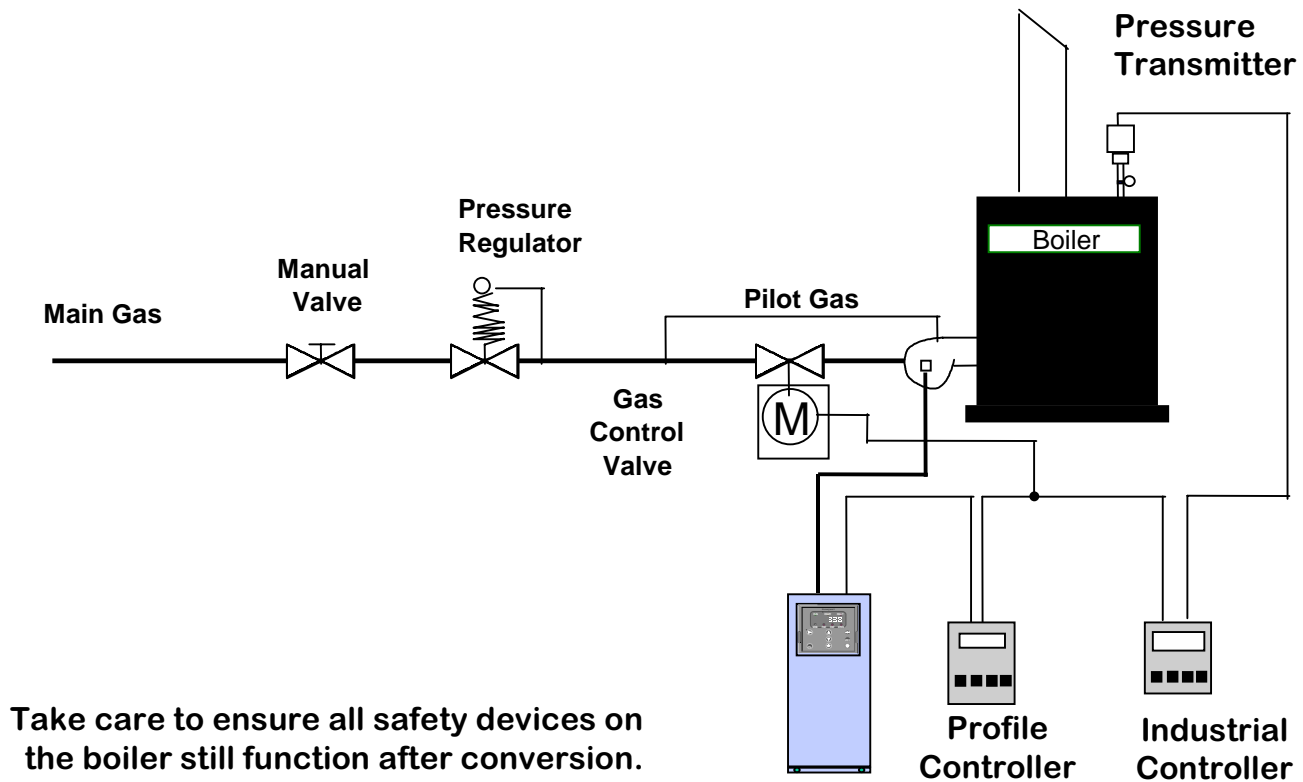 Pressure
Transmitter
Boiler
Pressure
Regulator
Manual
Valve
Main Gas
Pilot Gas
Gas
Control
Valve
M
Take care to ensure all safety devices on
the boiler still function after conversion.
Profile
Controller
Industrial
Controller